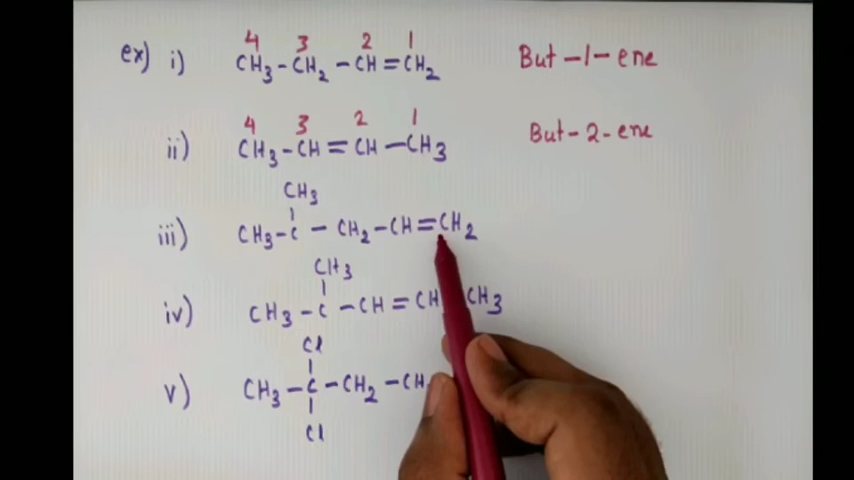 4 3 2 1
ex) i) CH3-CH2-CH=CH2 But-1-ene
4 3 2 1
ii) CH3-CH=CH-CH3 But-2-ene
CH3
iii) CH3-C-CH2-CH=CH2
CH3
iv) CH3-C-CH=CH CH3
Cl
v) CH3-C-CH2-CH
Cl